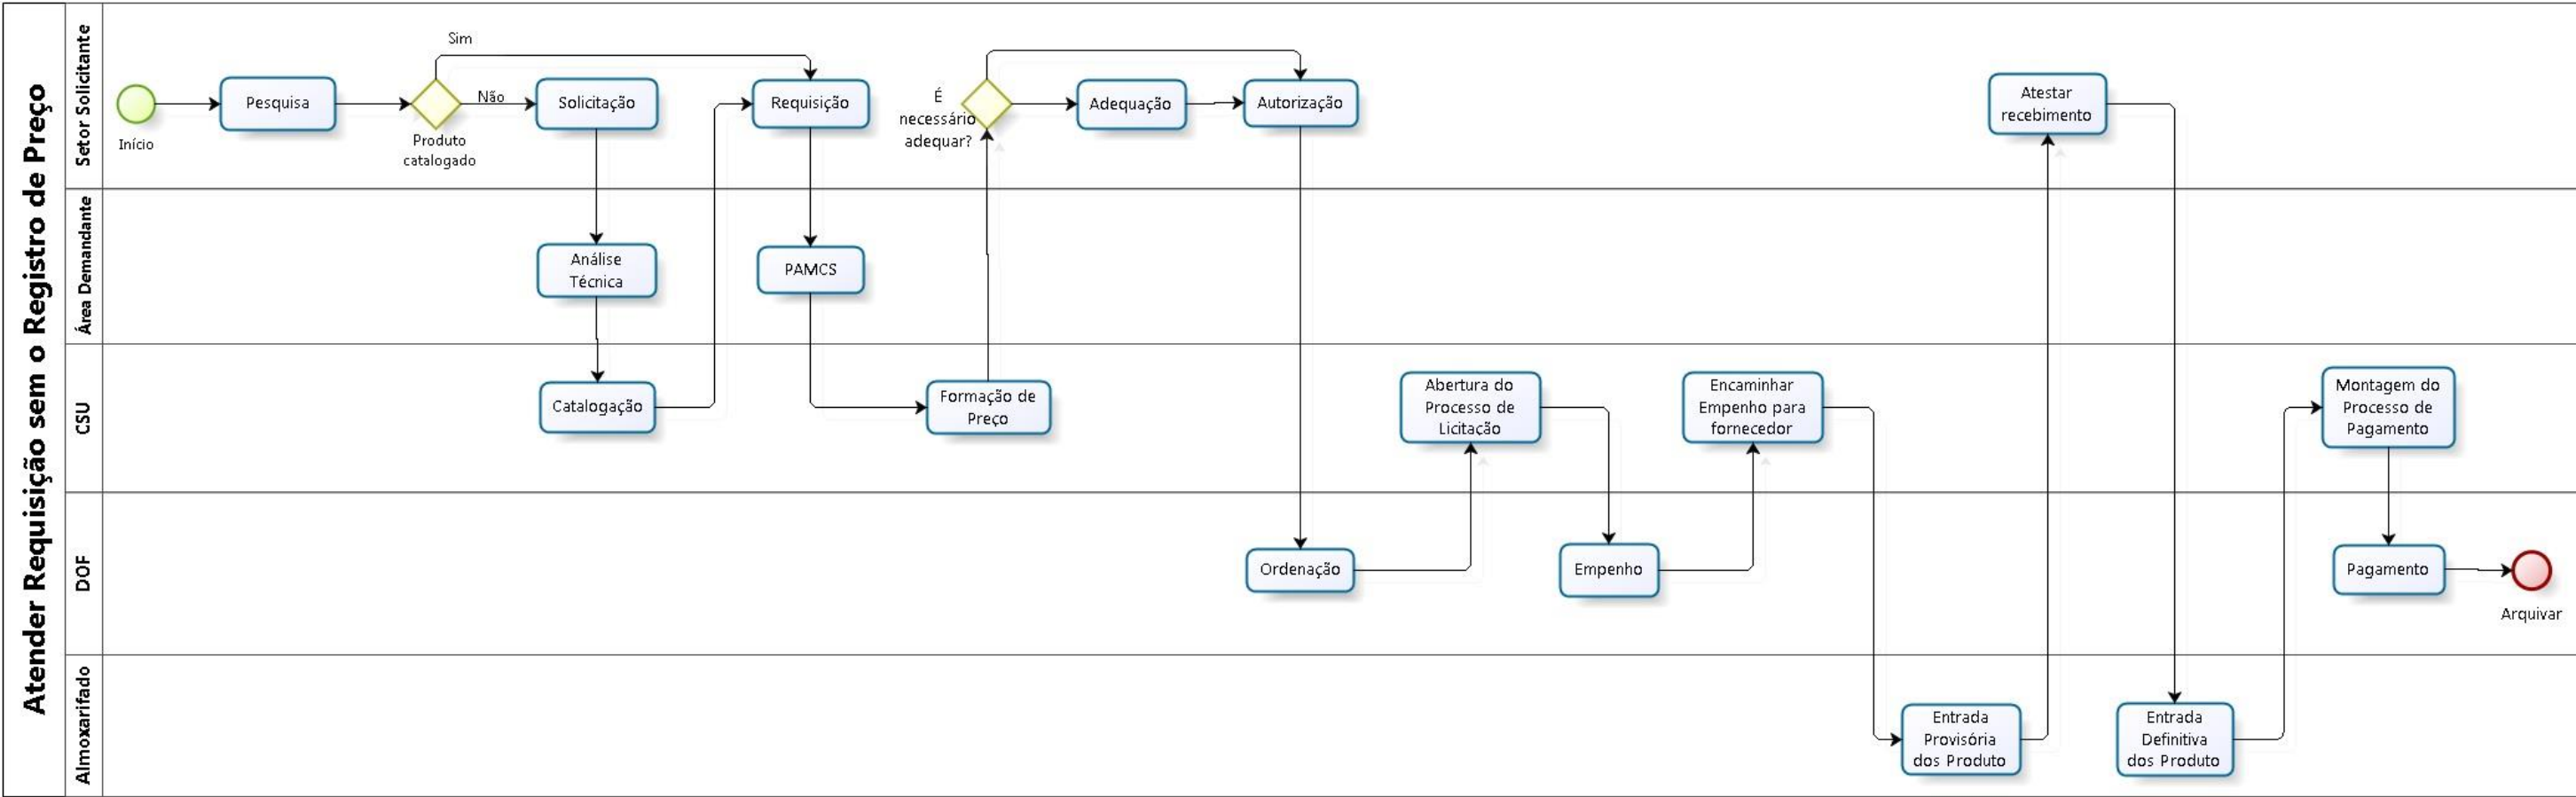 Atender Requisição sem o Registro de Preço
Setor Solicitante
Início
Pesquisa
Sim
Produto
catalogado
Não
Solicitação
Requisição
É
necessário
adequar?
Adequação
Autorização
Atestar
recebimento
Área Demandante
Análise
Técnica
PAMCS
CSU
Catalogação
Formação de
Preço
Abertura do
Processo de
Licitação
Encaminhar
Empenho para
fornecedor
Montagem do
Processo de
Pagamento
DOF
Ordenação
Empenho
Pagamento
Arquivar
Almoxarifado
Entrada
Provisória
dos Produto
Entrada
Definitiva
dos Produto